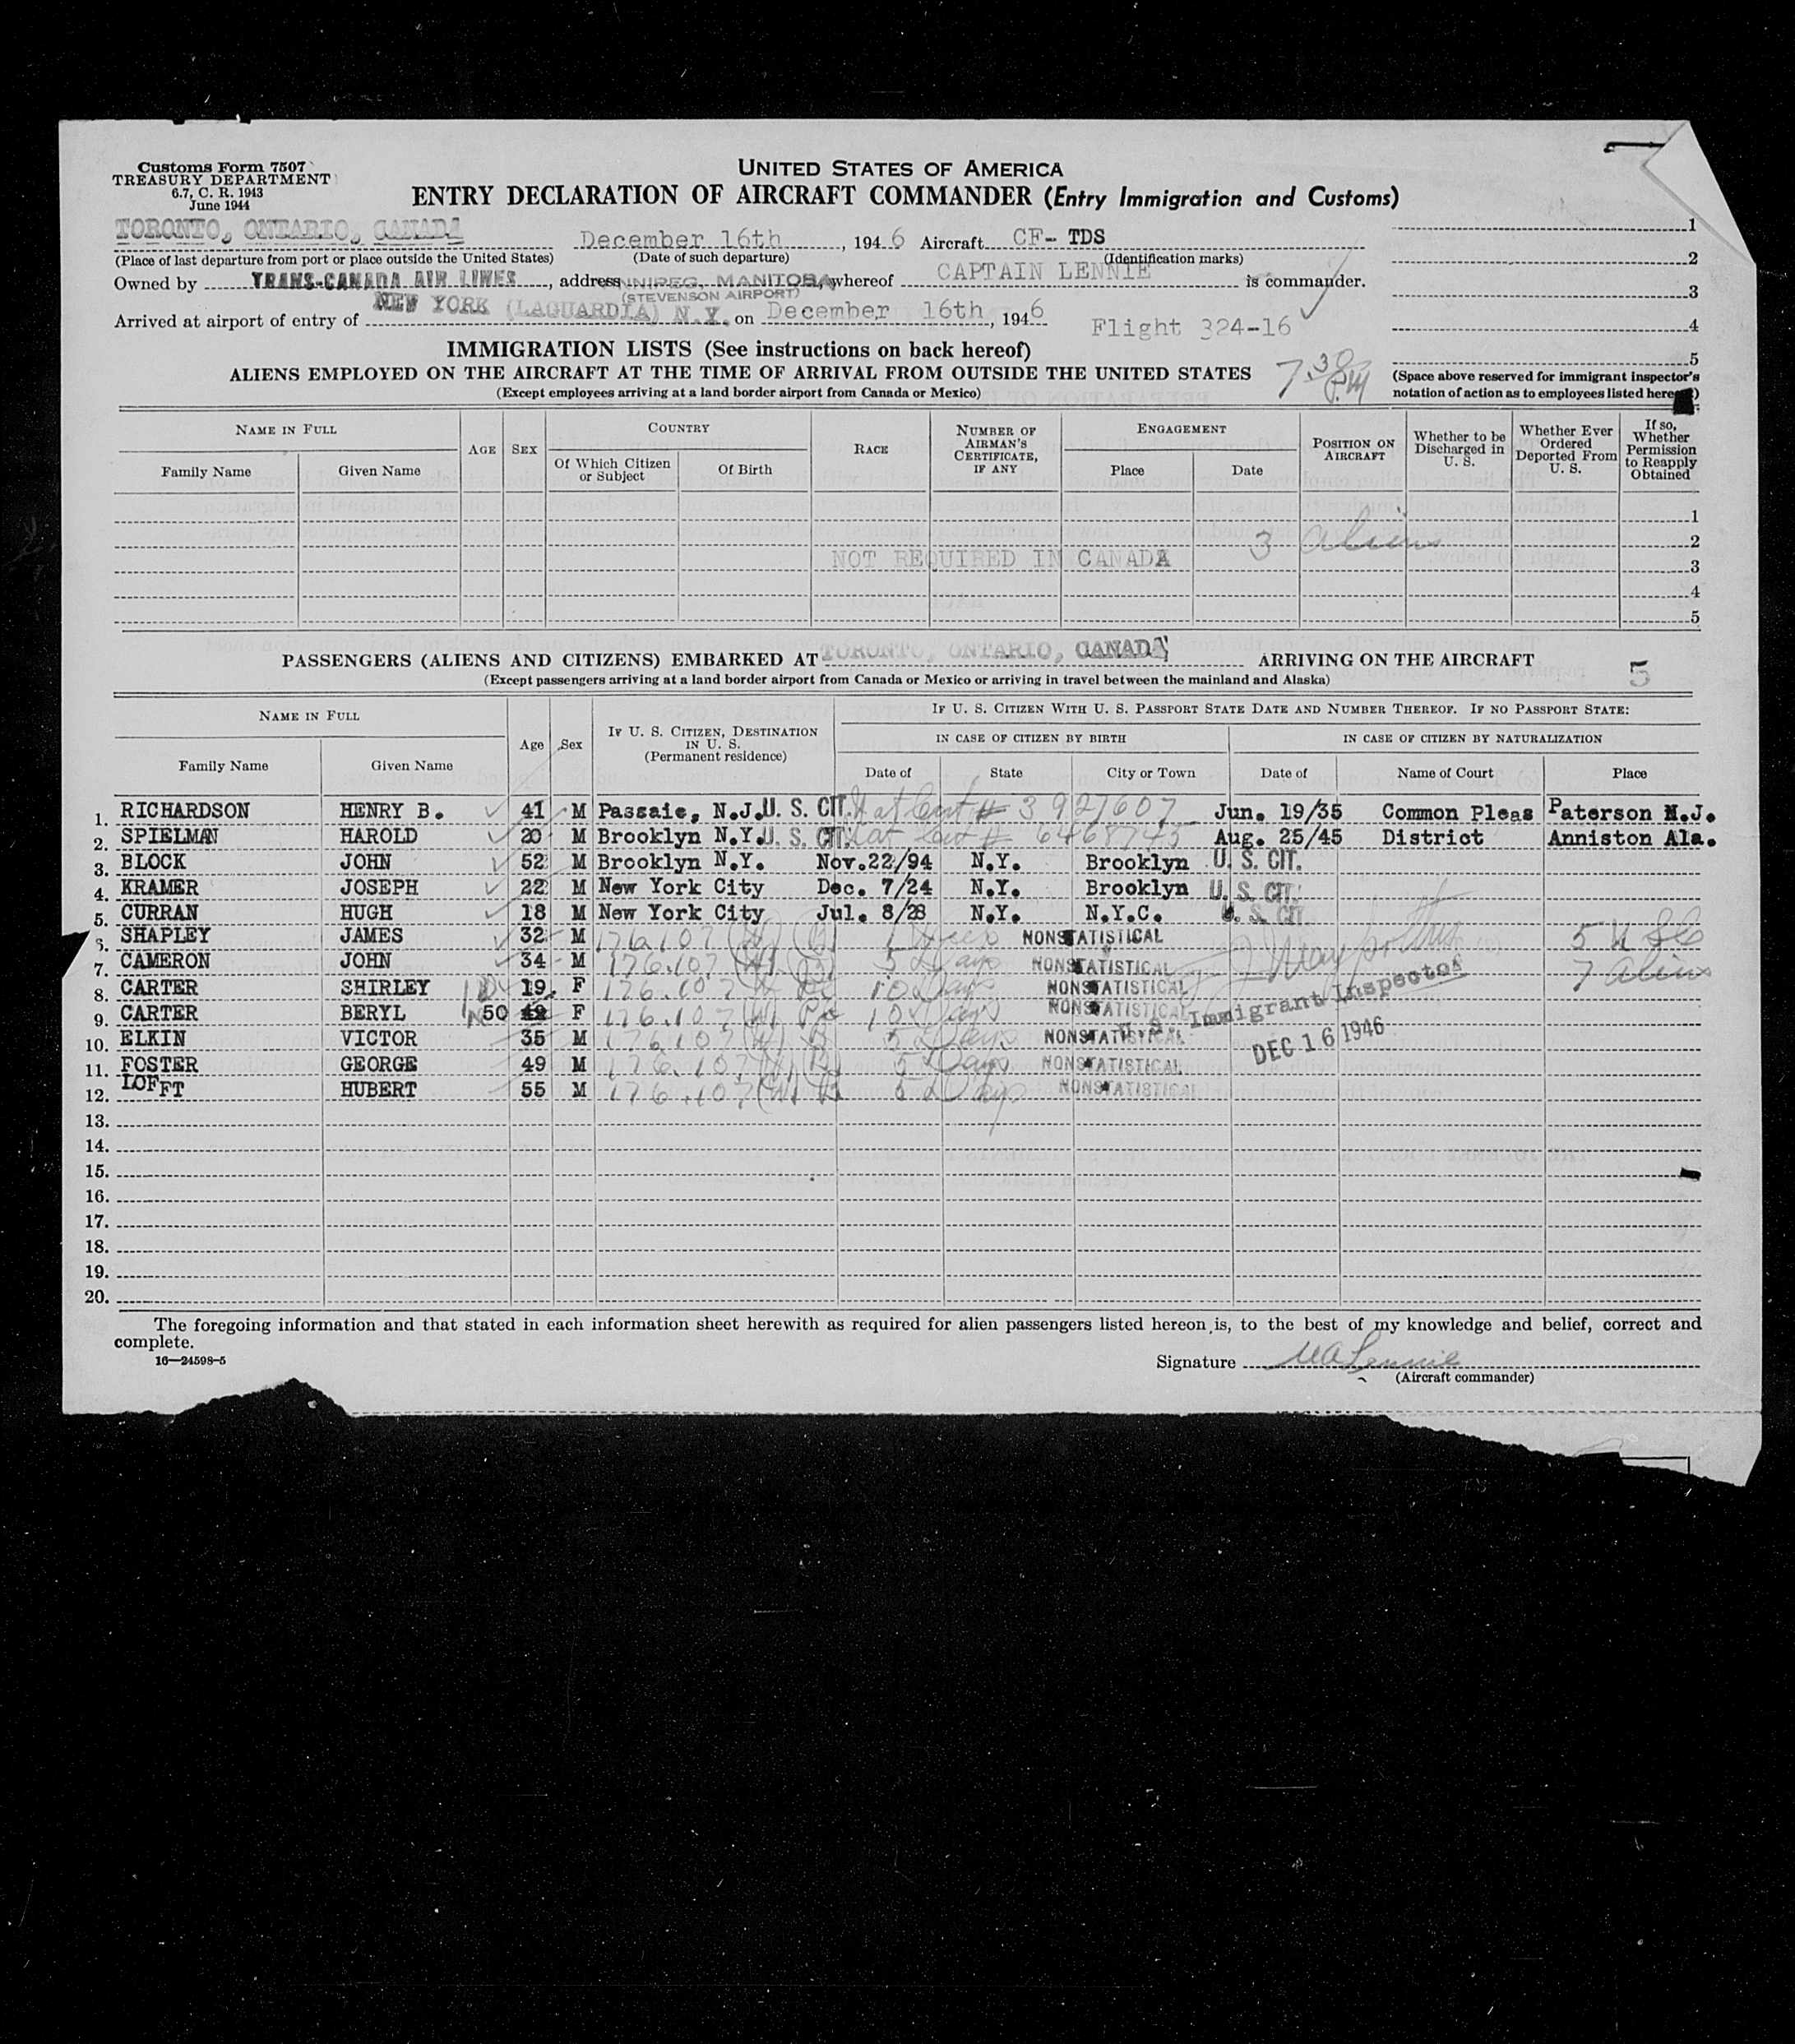 Customs Form 7507
TREASURY DEPARTMENT
6.7, C. R. 1943
June 1944
UNITED STATES OF AMERICA
ENTRY DECLARATION OF AIRCRAFT COMMANDER (Entry Immigration and Customs)
TORONTO, ONTARIO, CANADA December 16th, 1946 Aircraft CF- TDS
(Place of last departure from port or place outside the United States) (Date of such departure) (Identification marks)
Owned by TRANS-CANADA AIR LINES, address WINNIPEG, MANITOBA, whereof CAPTAIN LENNIE is commander.
(STEVENSON AIRPORT)
Arrived at airport of entry of NEW YORK (LAGUARDIA) N.Y. on December 16th, 1946 Flight 324-16
1
2
3
4
5
IMMIGRATION LISTS (See instructions on back hereof)
ALIENS EMPLOYED ON THE AIRCRAFT AT THE TIME OF ARRIVAL FROM OUTSIDE THE UNITED STATES 7.30 PM
(Except employees arriving at a land border airport from Canada or Mexico)
(Space above reserved for immigrant inspector's
notation of action as to employees listed
NAME IN FULL AGE SEX COUNTRY RACE NUMBER OF AIRMAN'S CERTIFICATE, IF ANY ENGAGEMENT POSITION ON AIRCRAFT Whether to be Discharged in U. S. Whether Ever Ordered Deported From U. S. If so, Whether Permission to Reapply Obtained
Family Name Given Name Of Which Citizen or Subject Of Birth Place Date
1
2
3 Aliens
NOT REQUIRED IN CANADA
3
4
5
PASSENGERS (ALIENS AND CITIZENS) EMBARKED AT TORONTO, ONTARIO, CANADA ARRIVING ON THE AIRCRAFT 5
(Except passengers arriving at a land border airport from Canada or Mexico or arriving in travel between the mainland and Alaska)
NAME IN FULL Age Sex IF U. S. CITIZEN, DESTINATION IN U. S. (Permanent residence) IF U. S. CITIZEN WITH U. S. PASSPORT STATE DATE AND NUMBER THEREOF. IF NO PASSPORT STATE:
IN CASE OF CITIZEN BY BIRTH IN CASE OF CITIZEN BY NATURALIZATION
Family Name Given Name Date of State City or Town Date of Name of Court Place
1. RICHARDSON HENRY B. 41 M Passaic, N.J. U. S. CIT. Nat Cert # 3927607 Jun. 19/35 Common Pleas Paterson N.J.
2. SPIELMAN HAROLD 20 M Brooklyn N.Y. U. S. CIT. Nat Cert # 6468745 Aug. 25/45 District Anniston Ala.
3. BLOCK JOHN 52 M Brooklyn N.Y. Nov.22/94 N.Y. Brooklyn U. S. CIT.
4. KRAMER JOSEPH 22 M New York City Dec. 7/24 N.Y. Brooklyn U. S. CIT.
5. CURRAN HUGH 18 M New York City Jul. 8/28 N.Y. N.Y.C. U. S. CIT
6. SHAPLEY JAMES 32 M 176.107 NONSTATISTICAL 5 U S C
7. CAMERON JOHN 34 M 176.107 5 Days NONSTATISTICAL 7 aliens
8. CARTER SHIRLEY 19 F 176.107 10 Days NONSTATISTICAL
9. CARTER BERYL 50 F 176.107 10 Days NONSTATISTICAL U. S. Immigrant Inspector
10. ELKIN VICTOR 35 M 176.107 5 Days NONSTATISTICAL DEC 16 1946
11. FOSTER GEORGE 49 M 176.107 5 Days NONSTATISTICAL
12. LOFFT HUBERT 55 M 176.107 5 Days NONSTATISTICAL
13.
14.
15.
16.
17.
18.
19.
20.
The foregoing information and that stated in each information sheet herewith as required for alien passengers listed hereon is, to the best of my knowledge and belief, correct and
complete.
16—24598-5
Signature Lennie
(Aircraft commander)